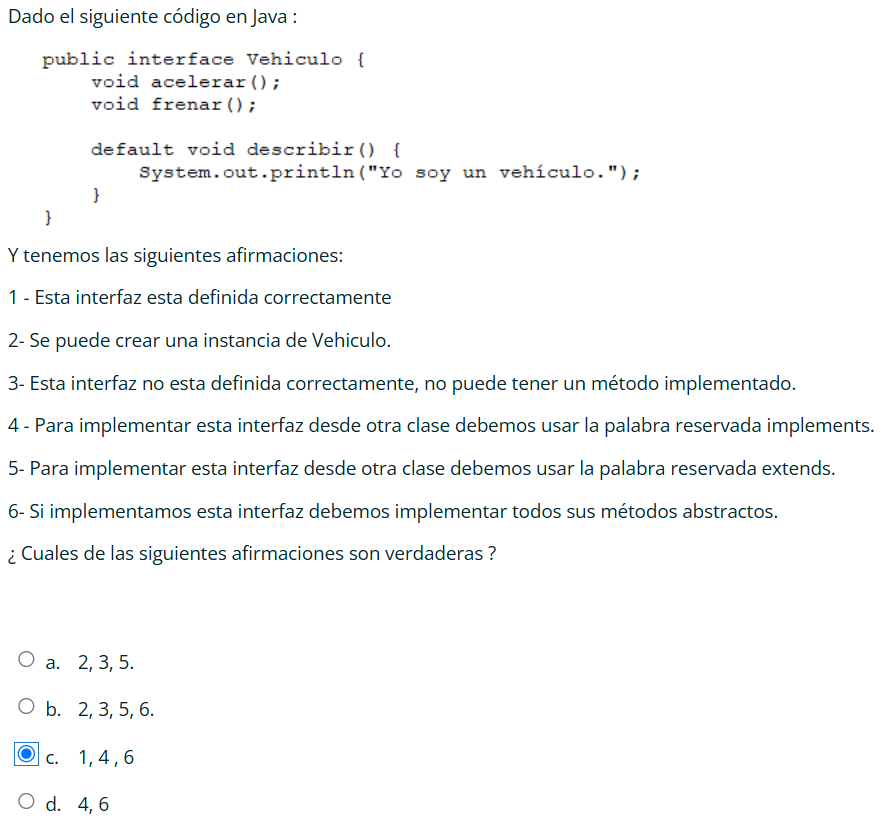 Dado el siguiente código en Java :
public interface Vehiculo {
void acelerar();
void frenar();
default void describir() {
System.out.println("Yo soy un vehículo.");
}
}
Y tenemos las siguientes afirmaciones:
1 - Esta interfaz esta definida correctamente
2- Se puede crear una instancia de Vehiculo.
3- Esta interfaz no esta definida correctamente, no puede tener un método implementado.
4 - Para implementar esta interfaz desde otra clase debemos usar la palabra reservada implements.
5- Para implementar esta interfaz desde otra clase debemos usar la palabra reservada extends.
6- Si implementamos esta interfaz debemos implementar todos sus métodos abstractos.
¿ Cuales de las siguientes afirmaciones son verdaderas ?
a. 2, 3, 5.
b. 2, 3, 5, 6.
c. 1, 4 , 6
d. 4, 6